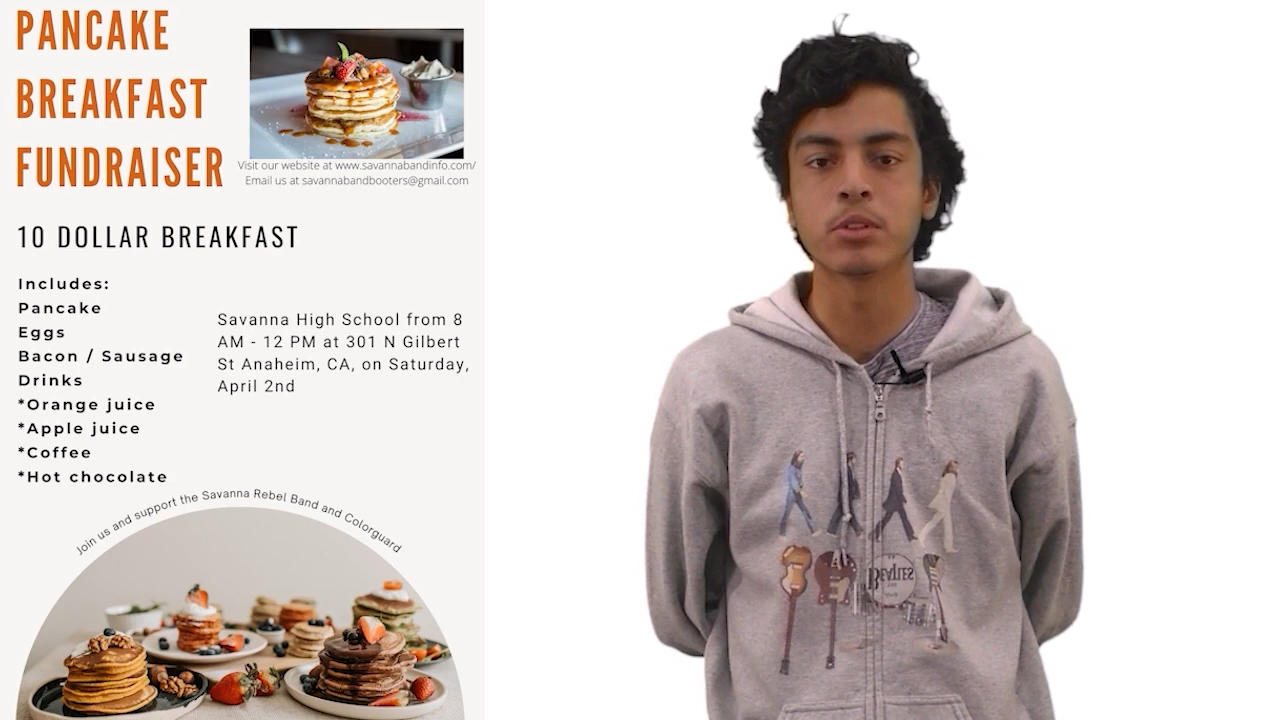 PANCAKE
BREAKFAST
FUNDRAISER
Visit our website at www.savannabandinfo.com/
Email us at savannabandbooters@gmail.com
10 DOLLAR BREAKFAST
Includes:
Pancake
Eggs
Bacon / Sausage
Drinks
*Orange juice
*Apple juice
*Coffee
*Hot chocolate
Savanna High School from 8
AM - 12 PM at 301 N Gilbert
St Anaheim, CA, on Saturday,
April 2nd
Join us and support the Savanna Rebel Band and Colorguard
BEATLES